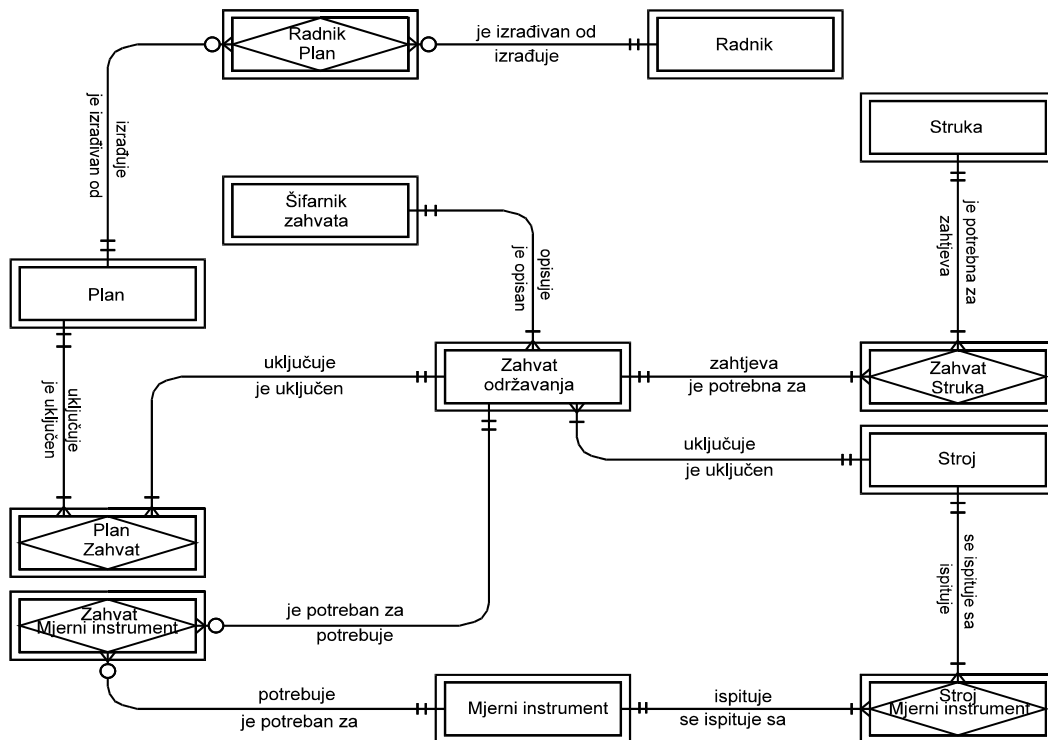 Radnik
Plan
je izrađivan od
izrađuje
Radnik
izrađuje
je izrađivan od
Struka
Šifarnik
zahvata
je potrebna za
zahtjeva
opisuje
je opisan
Plan
uključuje
je uključen
Zahvat
održavanja
zahtjeva
je potrebna za
Zahvat
Struka
uključuje
je uključen
uključuje
je uključen
Stroj
Plan
Zahvat
se ispituje sa
ispituje
Zahvat
Mjerni instrument
je potreban za
potrebuje
potrebuje
je potreban za
Mjerni instrument
ispituje
se ispituje sa
Stroj
Mjerni instrument